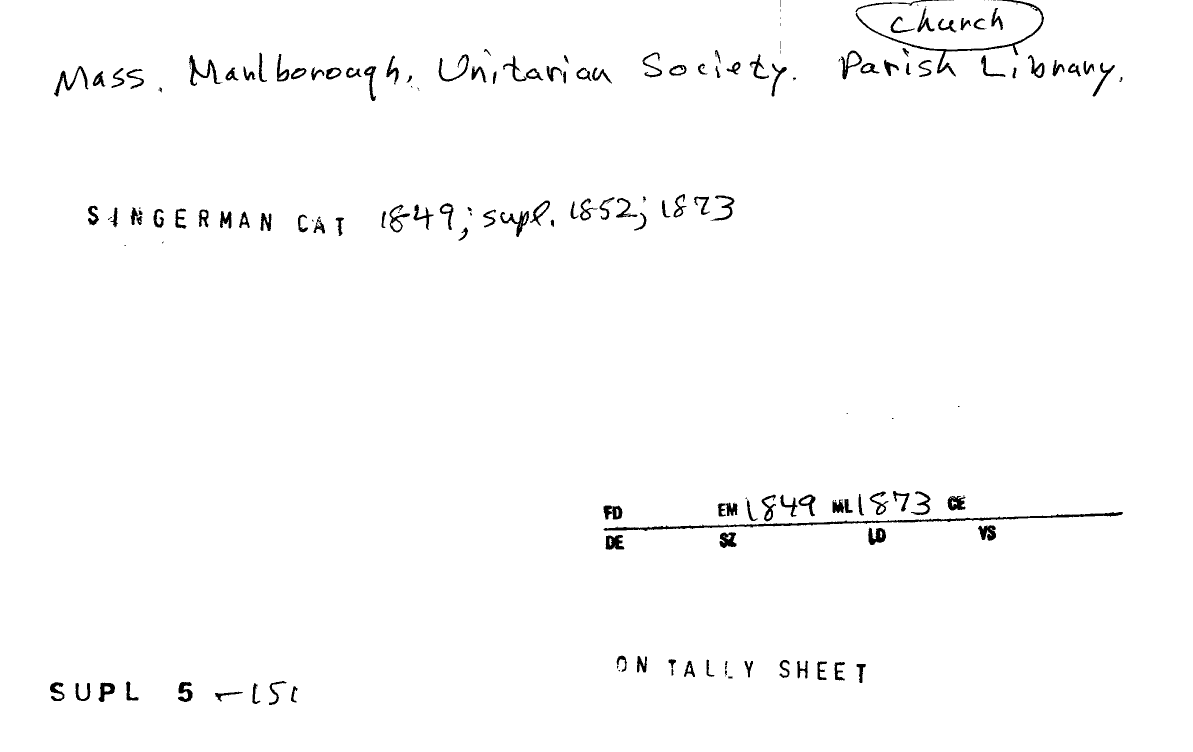 church
Mass. Marlborough. Unitarian Society. Parish Library.
SINGERMAN CAT 1849; supl. 1852; 1873
FD EM 1849 ML 1873 CE
DE SZ LD VS
ON TALLY SHEET
SUPL 5 -151